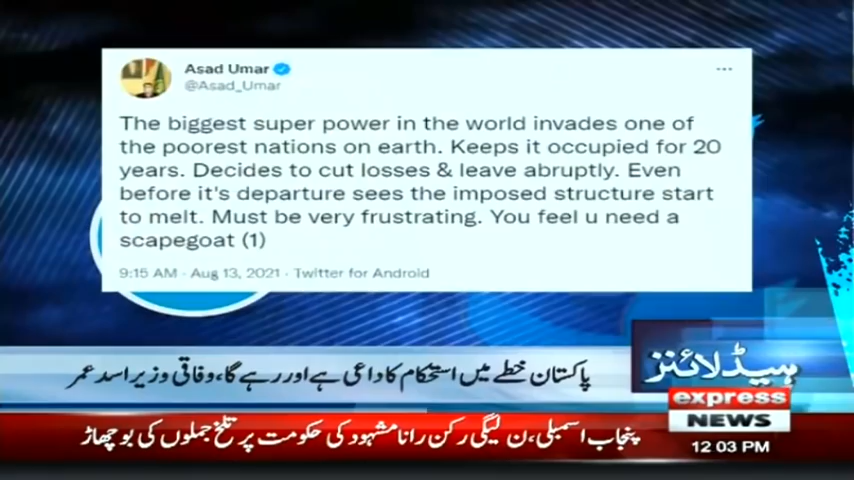 Asad Umar
@Asad_Umar
The biggest super power in the world invades one of
the poorest nations on earth. Keeps it occupied for 20
years. Decides to cut losses & leave abruptly. Even
before it's departure sees the imposed structure start
to melt. Must be very frustrating. You feel u need a
scapegoat (1)
9:15 AM · Aug 13, 2021 · Twitter for Android
پاکستان خطے میں استحکام کا داعی ہے اور رہے گا، وفاقی وزیر اسد عمر
ہیڈلائنز
express
NEWS
پنجاب اسمبلی، ن لیگی رکن رانا مشہود کی حکومت پر تلخ جملوں کی بوچھاڑ
12:03 PM